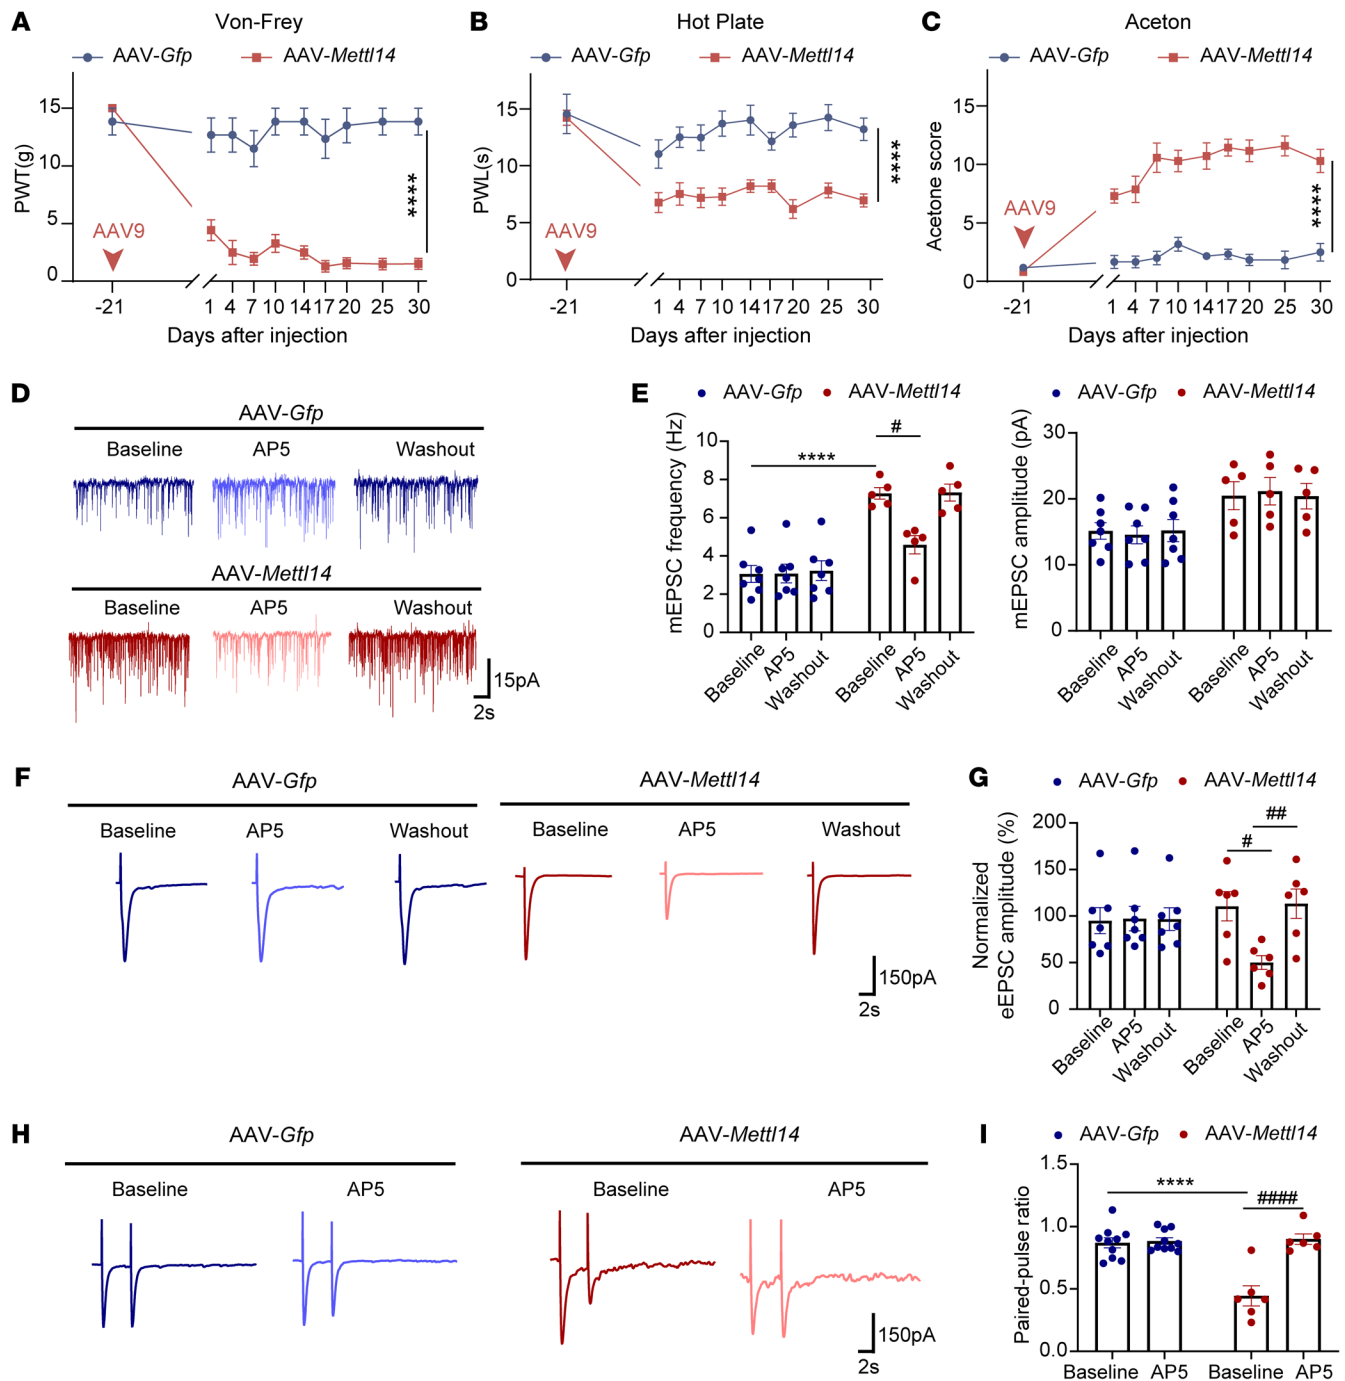 A
Von-Frey
AAV-Gfp
AAV-Mettl14
PWT(g)
15
10
5
0
AAV9
****
-21
1 4 7 10 14 17 20 25 30
Days after injection
B
Hot Plate
AAV-Gfp
AAV-Mettl14
PWL(s)
15
10
5
0
AAV9
****
-21
1 4 7 10 14 17 20 25 30
Days after injection
C
Aceton
AAV-Gfp
AAV-Mettl14
Acetone score
15
10
5
0
AAV9
****
-21
1 4 7 10 14 17 20 25 30
Days after injection
D
AAV-Gfp
Baseline AP5 Washout
AAV-Mettl14
Baseline AP5 Washout
15pA
2s
E
AAV-Gfp
AAV-Mettl14
mEPSC frequency (Hz)
10
8
6
4
2
0
****
#
Baseline AP5 Washout Baseline AP5 Washout
AAV-Gfp
AAV-Mettl14
mEPSC amplitude (pA)
30
20
10
0
Baseline AP5 Washout Baseline AP5 Washout
F
AAV-Gfp
Baseline AP5 Washout
AAV-Mettl14
Baseline AP5 Washout
150pA
2s
G
AAV-Gfp
AAV-Mettl14
Normalized
eEPSC amplitude (%)
200
150
100
50
0
#
##
Baseline AP5 Washout Baseline AP5 Washout
H
AAV-Gfp
Baseline AP5
AAV-Mettl14
Baseline AP5
150pA
2s
I
AAV-Gfp
AAV-Mettl14
Paired-pulse ratio
1.5
1.0
0.5
0.0
****
####
Baseline AP5 Baseline AP5